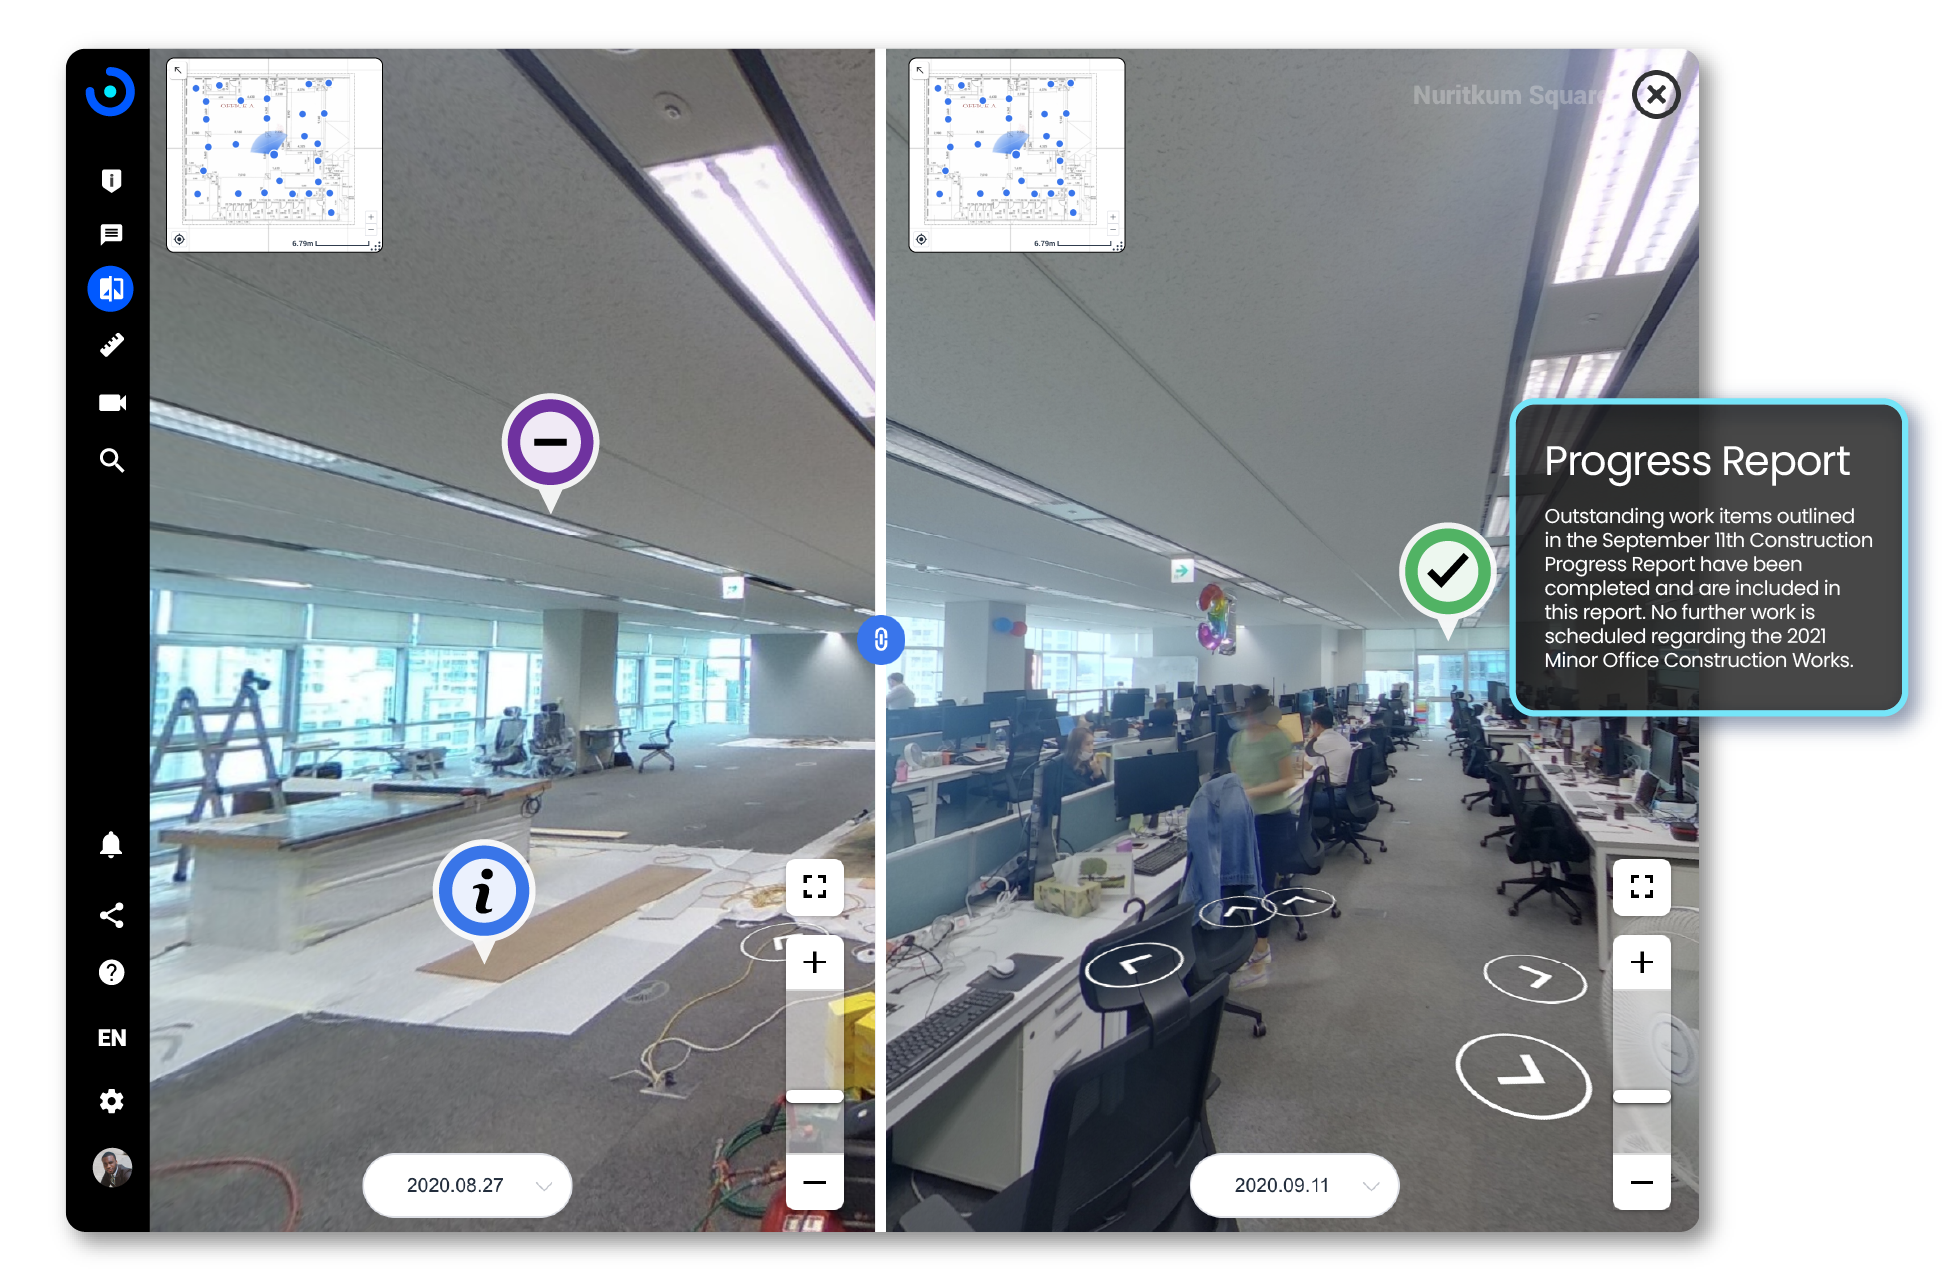 OFFICE A
6.79m
OFFICE A
6.79m
Nuritkum Square
EN
Progress Report
Outstanding work items outlined
in the September 11th Construction
Progress Report have been
completed and are included in
this report. No further work is
scheduled regarding the 2021
Minor Office Construction Works.
2020.08.27
2020.09.11